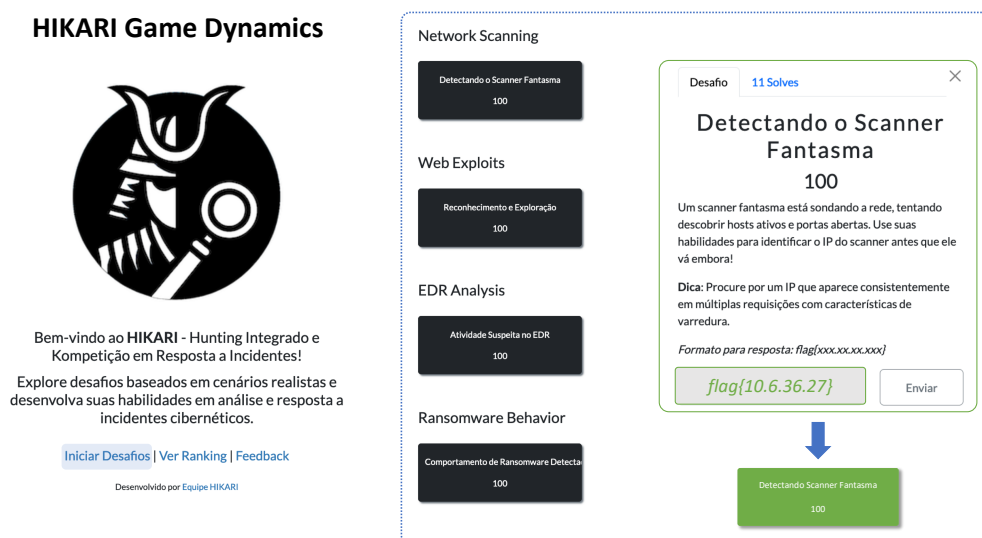 HIKARI Game Dynamics
Bem-vindo ao HIKARI - Hunting Integrado e
Kompetição em Resposta a Incidentes!
Explore desafios baseados em cenários realistas e
desenvolva suas habilidades em análise e resposta a
incidentes cibernéticos.
Iniciar Desafios | Ver Ranking | Feedback
Desenvolvido por Equipe HIKARI
Network Scanning
Detectando o Scanner Fantasma
100
Web Exploits
Reconhecimento e Exploração
100
EDR Analysis
Atividade Suspeita no EDR
100
Ransomware Behavior
Comportamento de Ransomware Detecta
100
Desafio 11 Solves
Detectando o Scanner
Fantasma
100
Um scanner fantasma está sondando a rede, tentando
descobrir hosts ativos e portas abertas. Use suas
habilidades para identificar o IP do scanner antes que ele
vá embora!
Dica: Procure por um IP que aparece consistentemente
em múltiplas requisições com características de
varredura.
Formato para resposta: flag{xxx.xx.xx.xxx}
flag{10.6.36.27}
Enviar
Detectando Scanner Fantasma
100